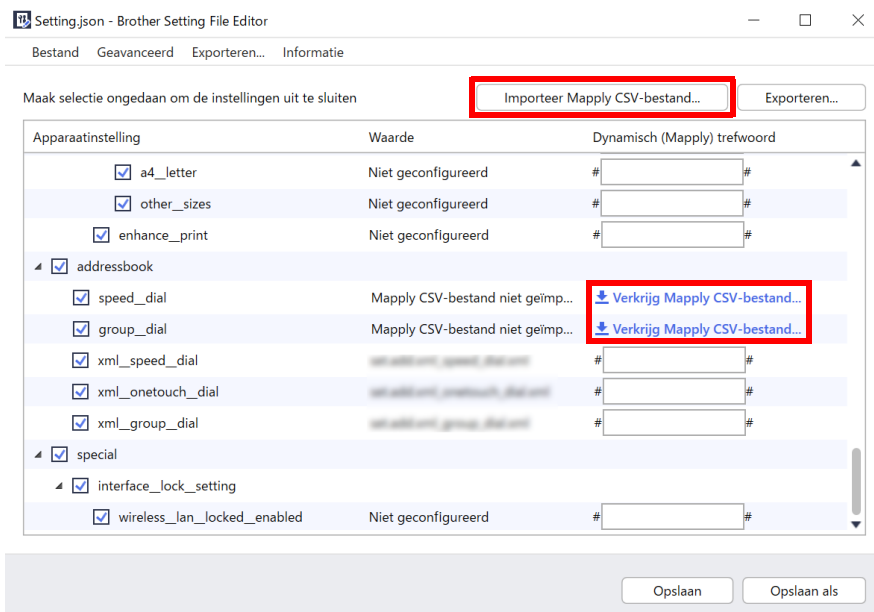 Setting.json - Brother Setting File Editor
Bestand Geavanceerd Exporteren... Informatie
Maak selectie ongedaan om de instellingen uit te sluiten Importeer Mapply CSV-bestand... Exporteren...
Apparaatinstelling Waarde Dynamisch (Mapply) trefwoord
a4__letter Niet geconfigureerd # #
other__sizes Niet geconfigureerd # #
enhance__print Niet geconfigureerd # #
addressbook
speed__dial Mapply CSV-bestand niet geïmp... Verkrijg Mapply CSV-bestand...
group__dial Mapply CSV-bestand niet geïmp... Verkrijg Mapply CSV-bestand...
xml__speed__dial # #
xml__onetouch__dial # #
xml__group__dial # #
special
interface__lock__setting
wireless__lan__locked__enabled Niet geconfigureerd # #
Opslaan Opslaan als